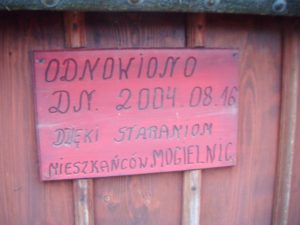 ODNOWIONO
DN. 2004.08.16
DZIĘKI STARANIOM
MIESZKAŃCÓW MOGIELNIC